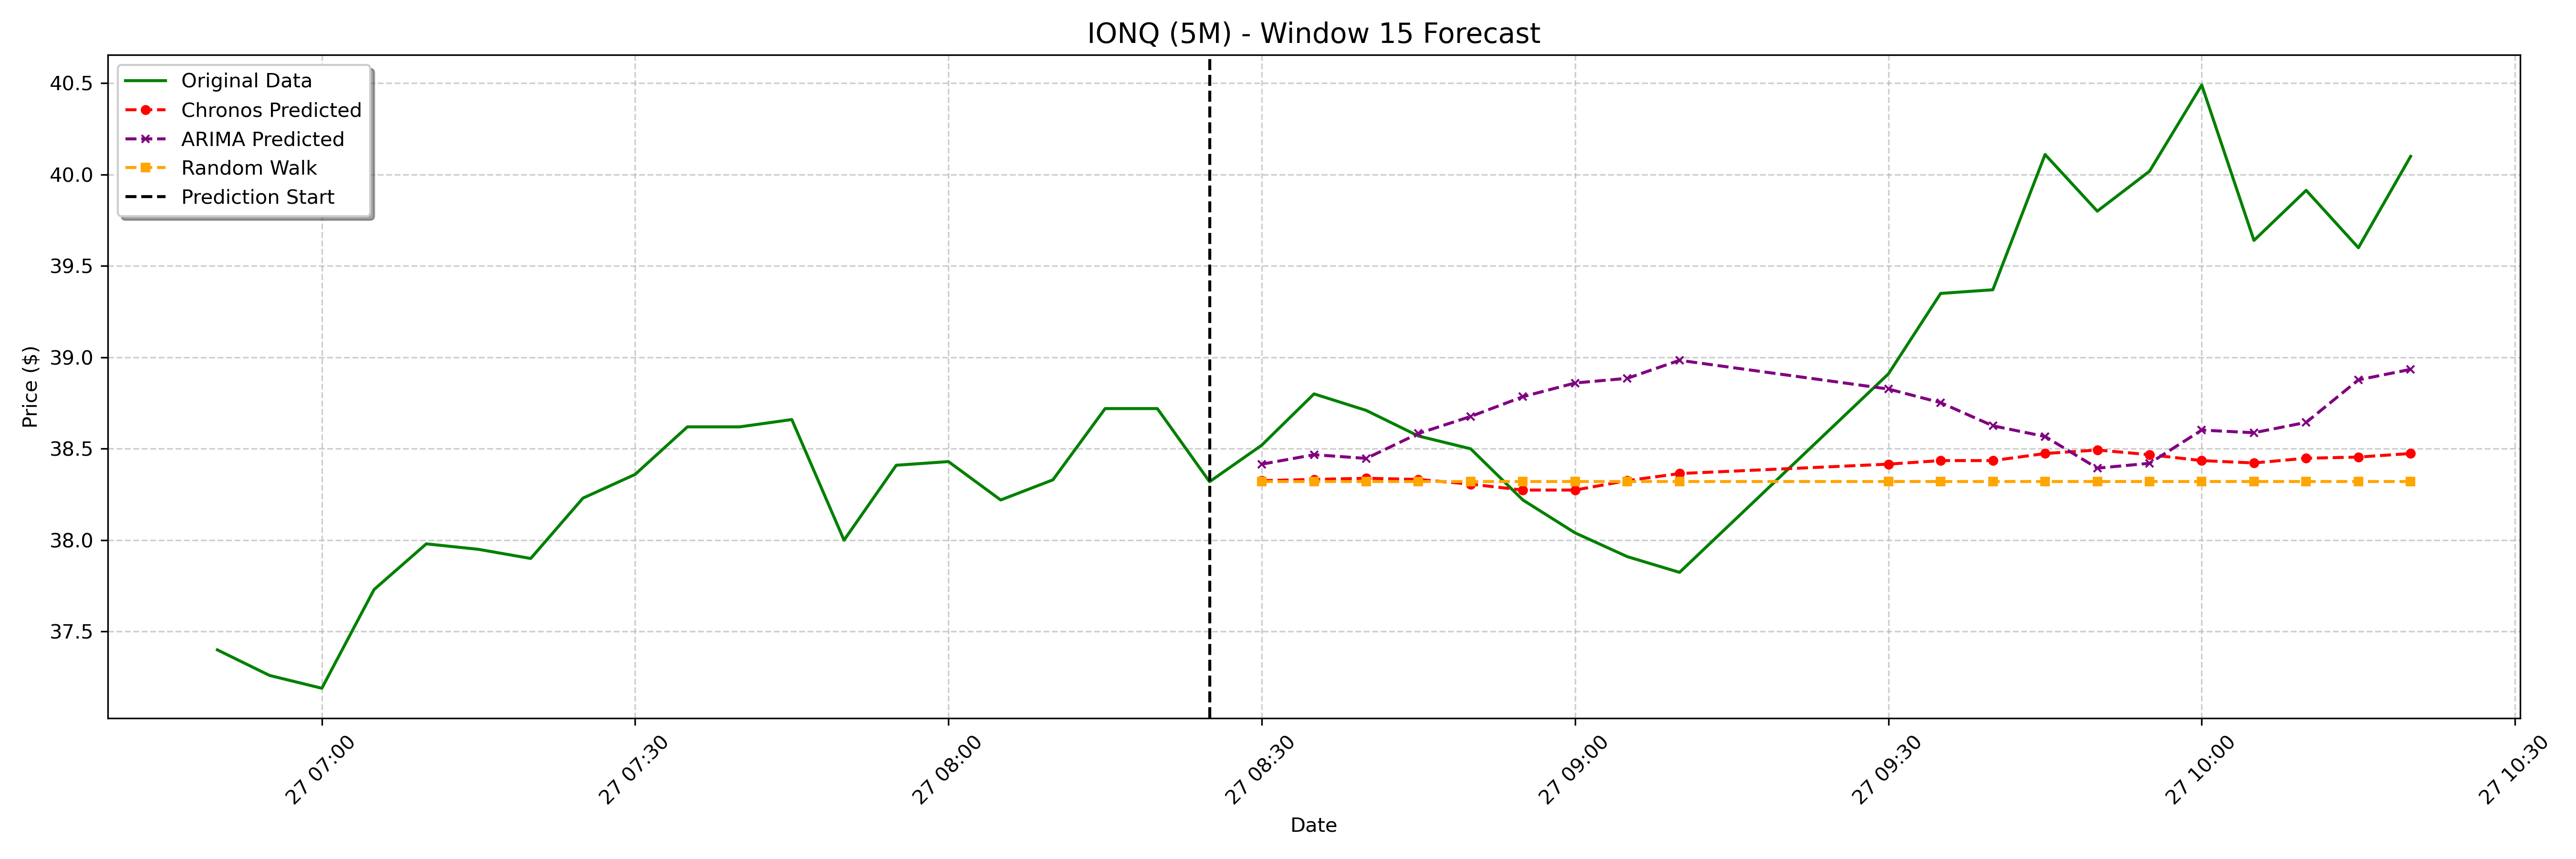 IONQ (5M) - Window 15 Forecast
Original Data
Chronos Predicted
ARIMA Predicted
Random Walk
Prediction Start
Price ($)
40.5
40.0
39.5
39.0
38.5
38.0
37.5
27 07:00
27 07:30
27 08:00
27 08:30
27 09:00
27 09:30
27 10:00
27 10:30
Date